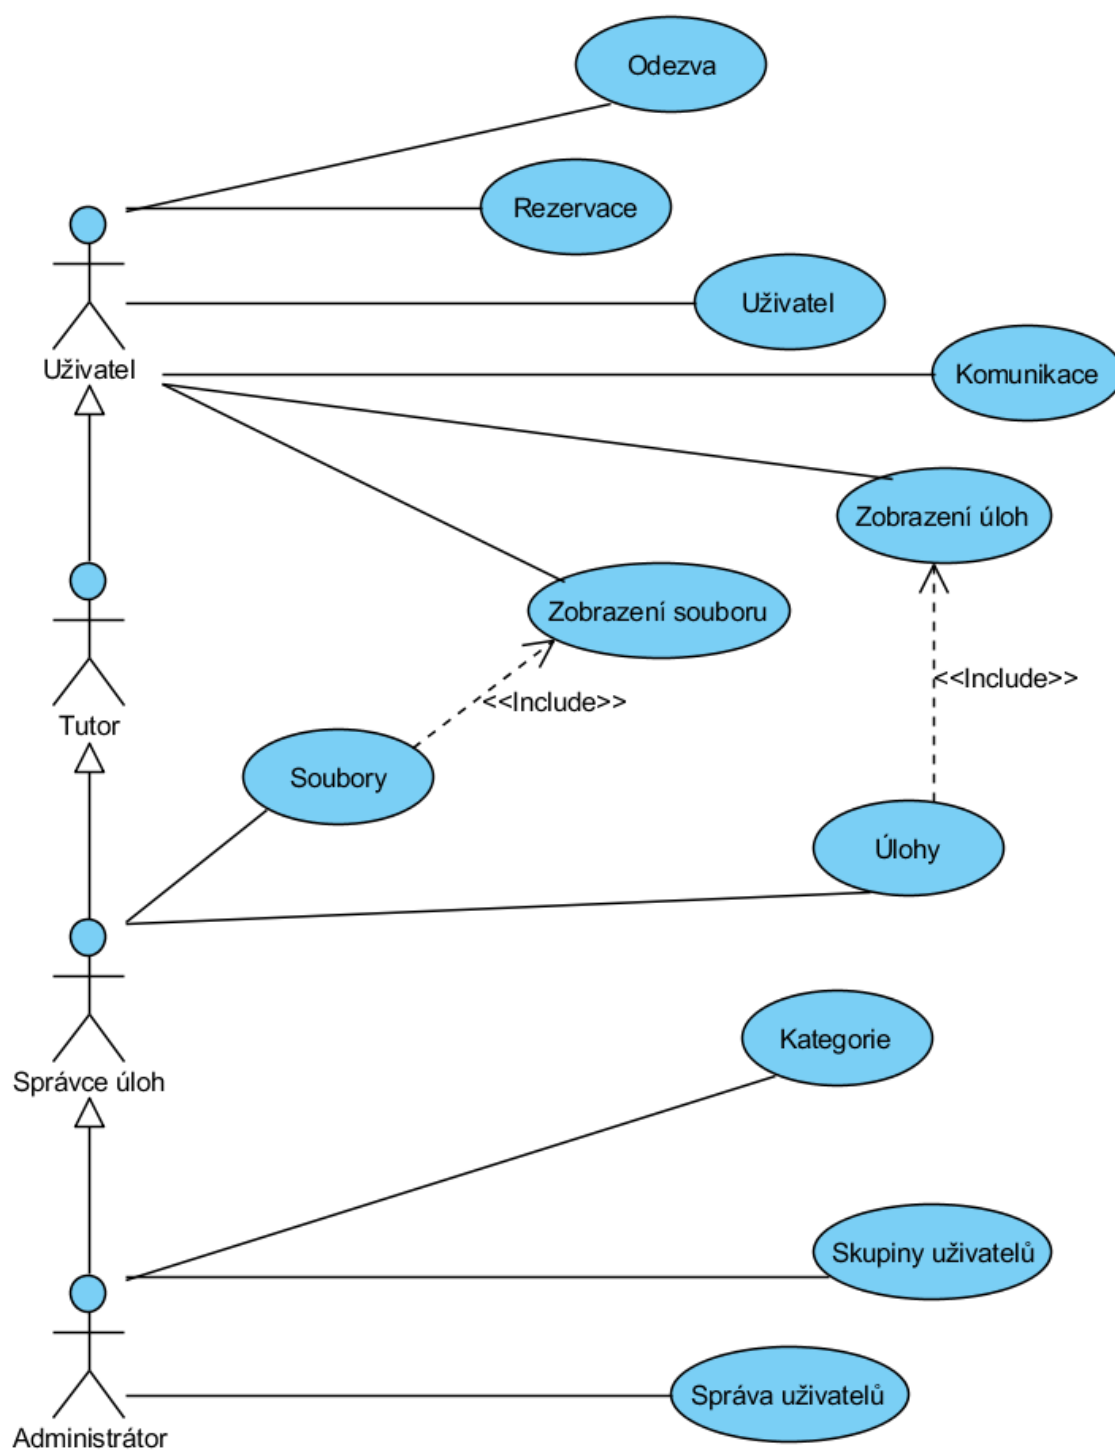 Odezva
Rezervace
Uživatel
Uživatel
Komunikace
Zobrazení úloh
Zobrazení souboru
<<Include>>
<<Include>>
Tutor
Soubory
Úlohy
Kategorie
Správce úloh
Skupiny uživatelů
Správa uživatelů
Administrátor